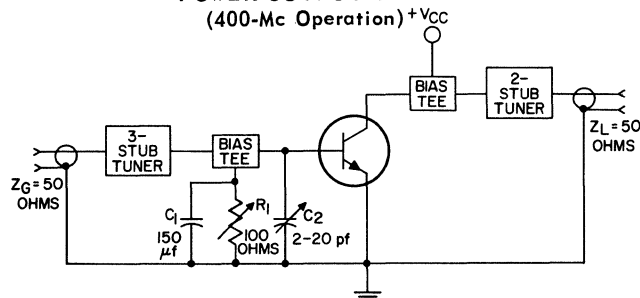 (400-Mc Operation)
+VCC
BIAS
TEE
2-
STUB
TUNER
3-
STUB
TUNER
BIAS
TEE
ZL=50
OHMS
ZG=50
OHMS
C1
150
μf
R1
100
OHMS
C2
2-20 pf